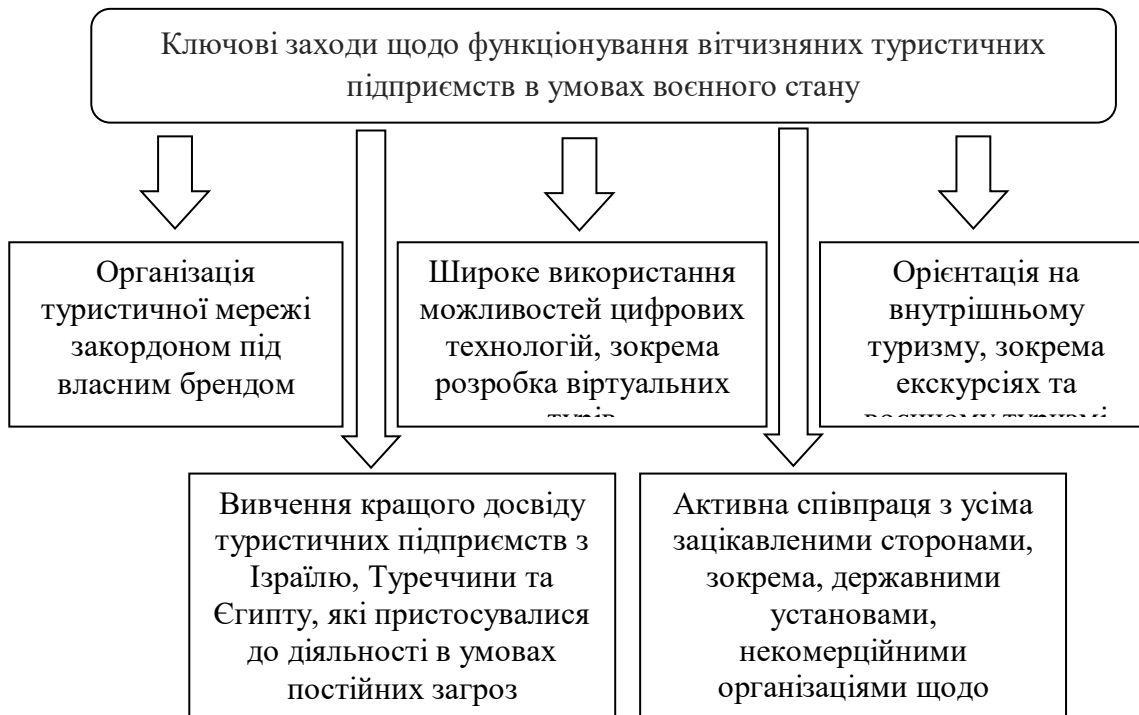 Ключові заходи щодо функціонування вітчизняних туристичних
підприємств в умовах воєнного стану
Організація
туристичної мережі
закордоном під
власним брендом
Широке використання
можливостей цифрових
технологій, зокрема
розробка віртуальних
турів
Орієнтація на
внутрішньому
туризму, зокрема
екскурсіях та
воєнному туризмі
Вивчення кращого досвіду
туристичних підприємств з
Ізраїлю, Туреччини та
Єгипту, які пристосувалися
до діяльності в умовах
постійних загроз
Активна співпраця з усіма
зацікавленими сторонами,
зокрема, державними
установами,
некомерційними
організаціями щодо